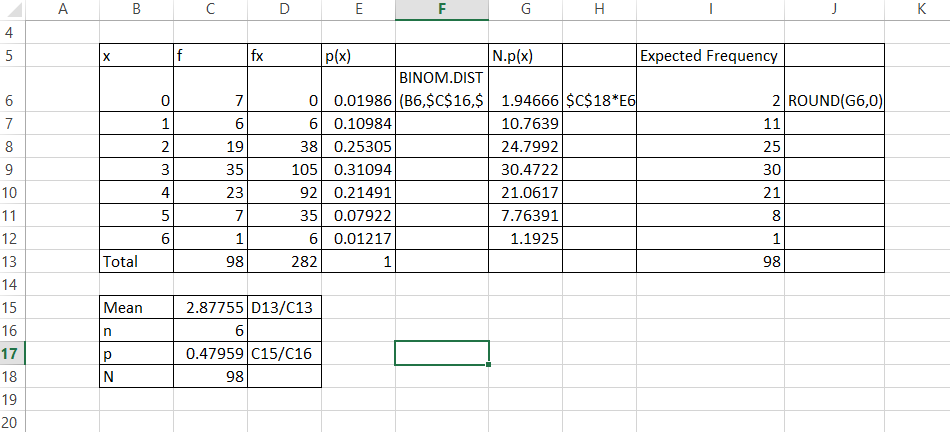 A B C D E F G H I J K
4
5 x f fx p(x) N.p(x) Expected Frequency
BINOM.DIST
6 0 7 0 0.01986 (B6,$C$16,$ 1.94666 $C$18*E6 2 ROUND(G6,0)
7 1 6 6 0.10984 10.7639 11
8 2 19 38 0.25305 24.7992 25
9 3 35 105 0.31094 30.4722 30
10 4 23 92 0.21491 21.0617 21
11 5 7 35 0.07922 7.76391 8
12 6 1 6 0.01217 1.1925 1
13 Total 98 282 1 98
14
15 Mean 2.87755 D13/C13
16 n 6
17 p 0.47959 C15/C16
18 N 98
19
20